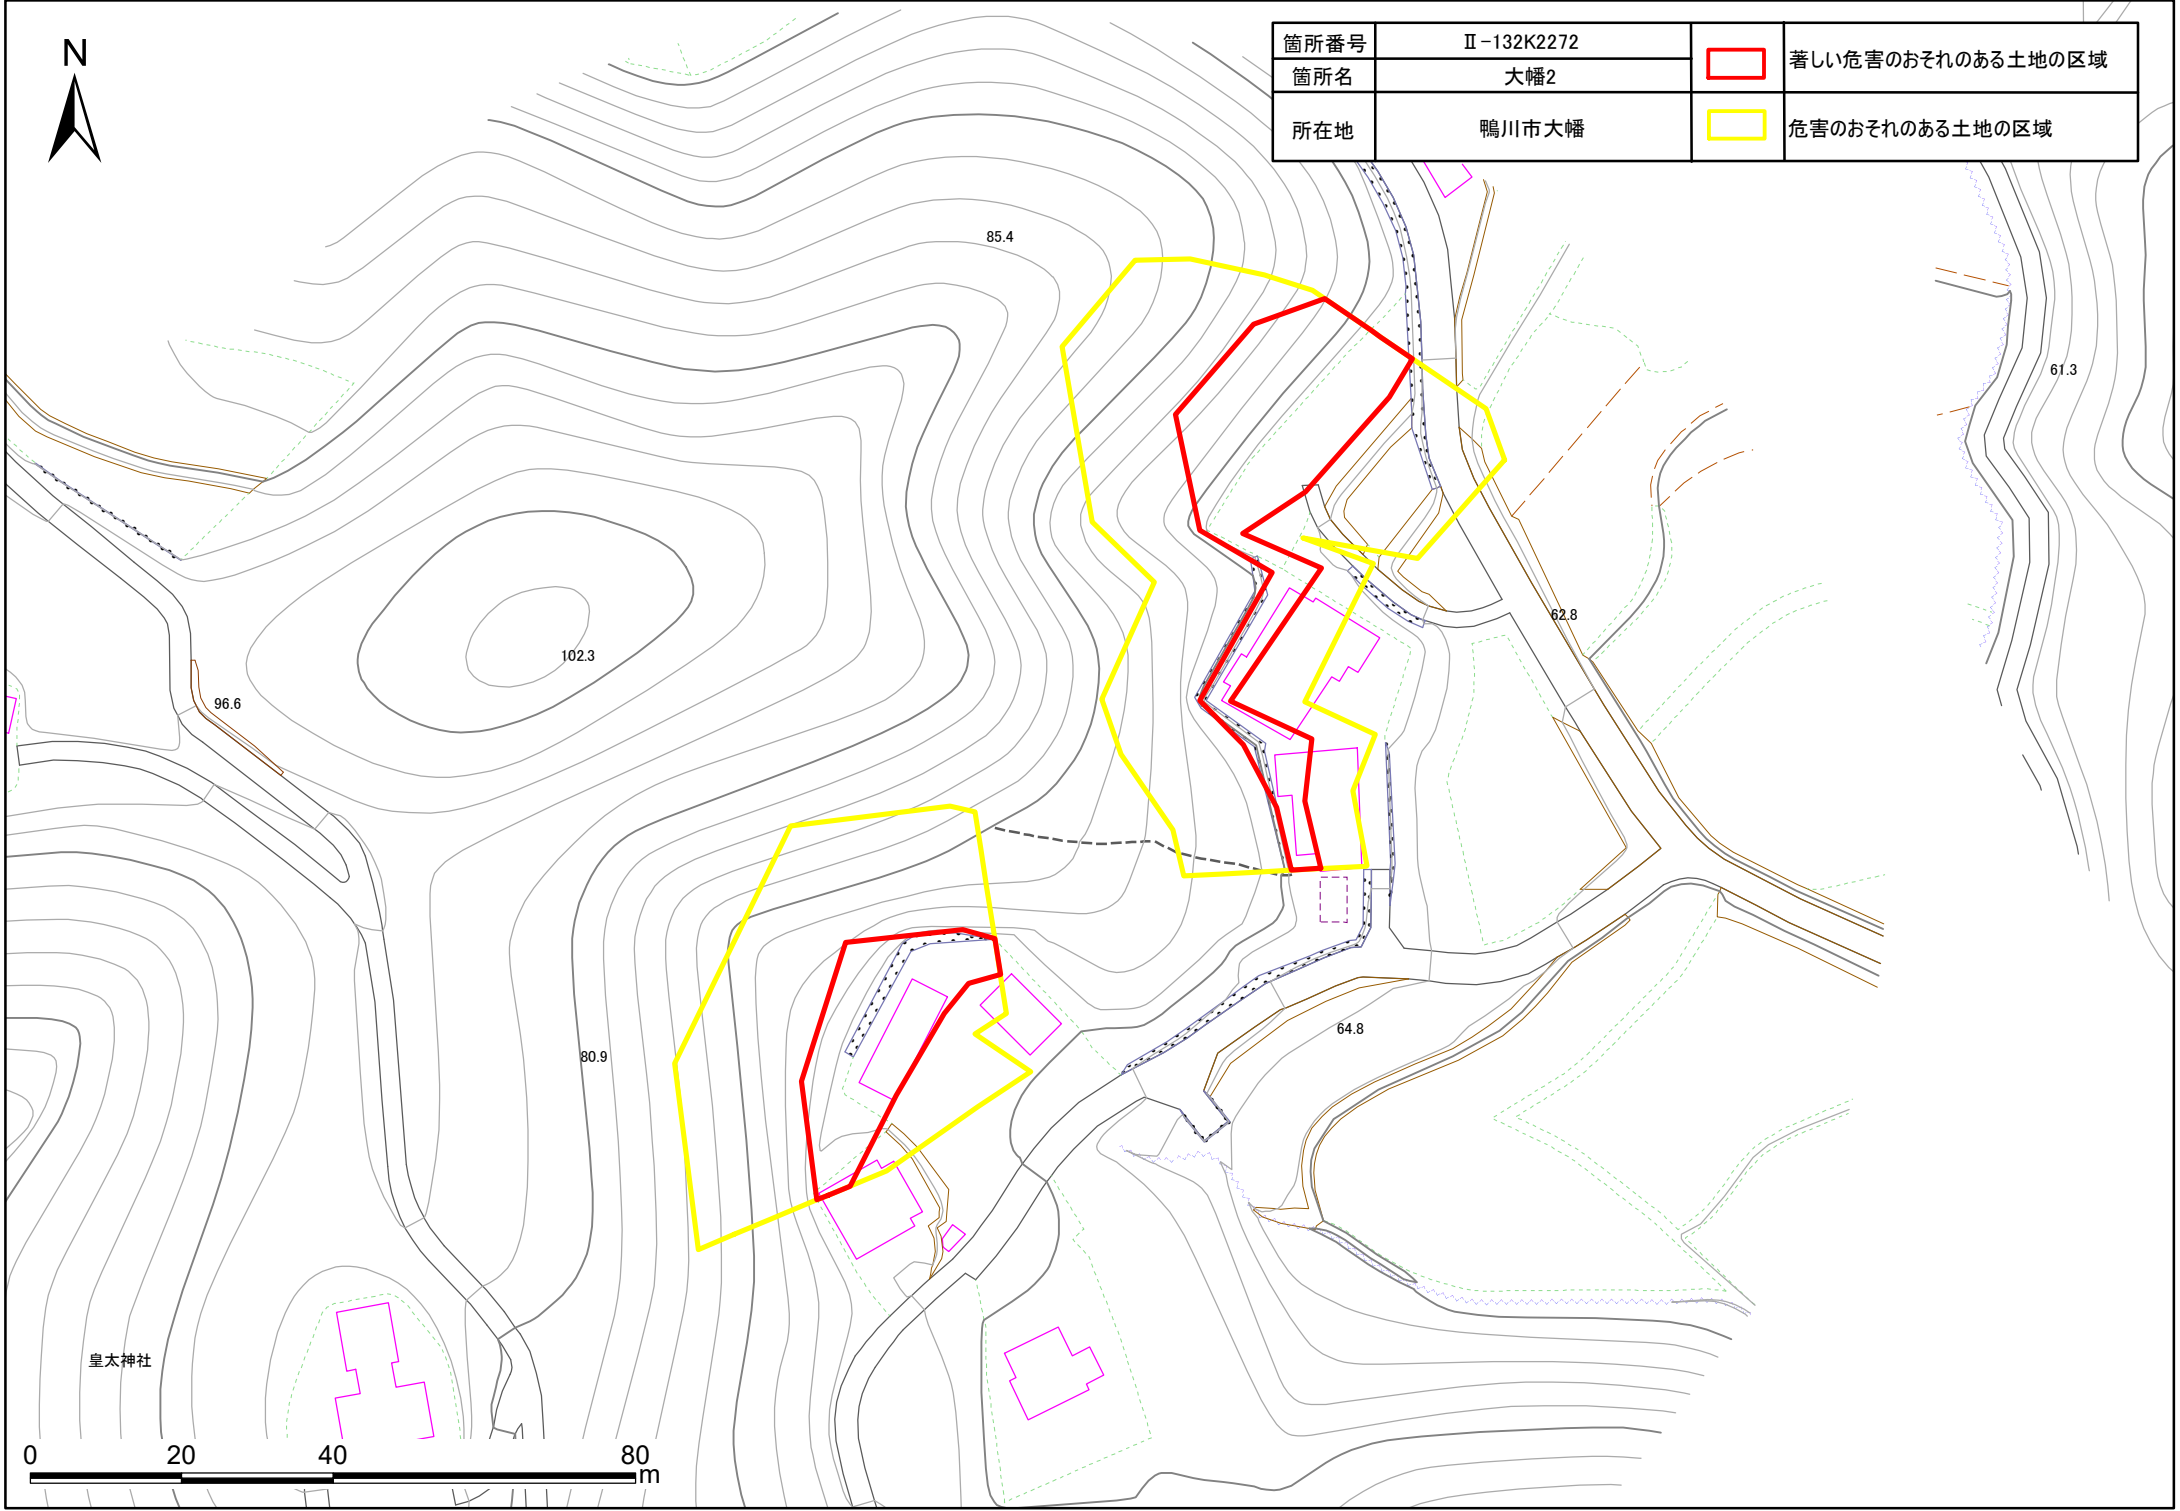 N
箇所番号 Ⅱ-132K2272 著しい危害のおそれのある土地の区域
箇所名 大幡2
所在地 鴨川市大幡 危害のおそれのある土地の区域
85.4
61.3
62.8
102.3
96.6
64.8
80.9
皇太神社
0 20 40 80
m